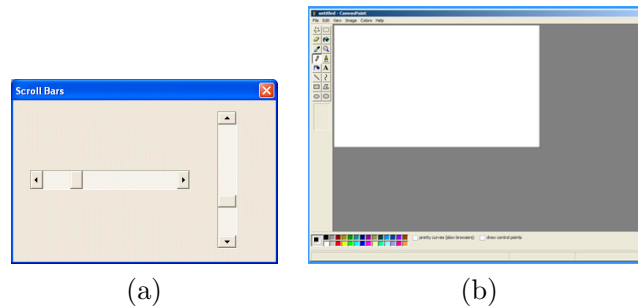 Scroll Bars
(a)
untitled - CanvasPaint
File Edit View Image Colors Help
A
pretty curves (slow browsers)
draw control points
(b)